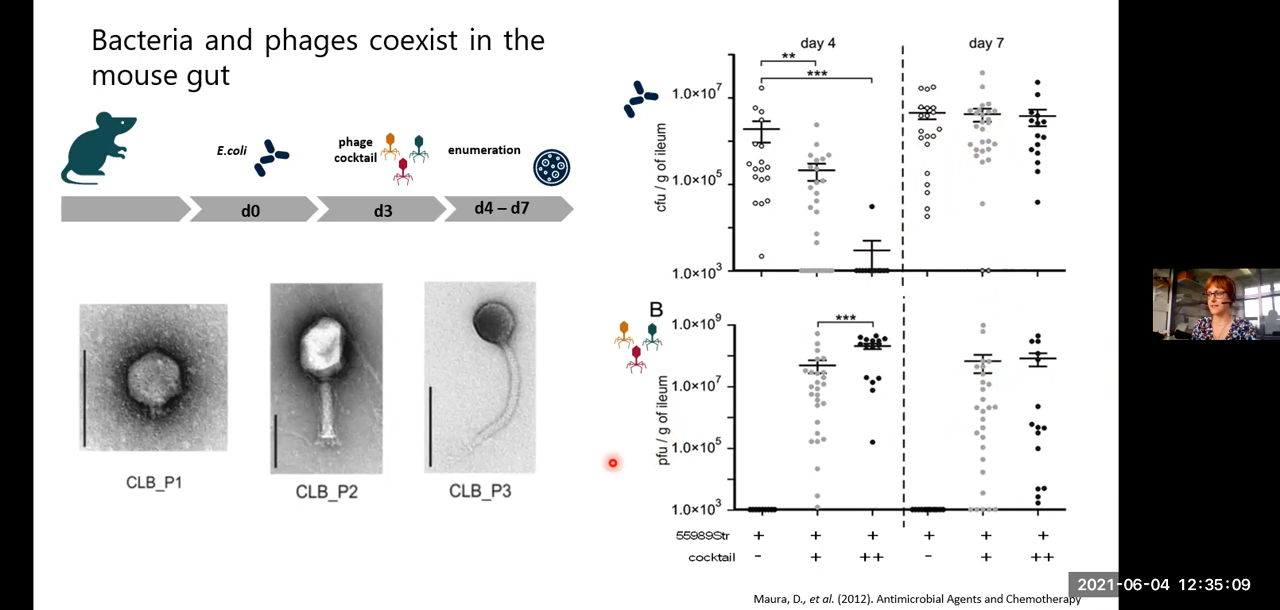 Bacteria and phages coexist in the
mouse gut
E.coli
phage
cocktail
enumeration
d0
d3
d4 – d7
CLB_P1
CLB_P2
CLB_P3
day 4
day 7
**
***
1.0×10⁷
1.0×10⁵
1.0×10³
cfu / g of ileum
B
***
1.0×10⁹
1.0×10⁷
1.0×10⁵
1.0×10³
pfu / g of ileum
55989Str + + + + + +
cocktail - + ++ - + ++
2021-06-04 12:35:09
Maura, D., et al. (2012). Antimicrobial Agents and Chemotherapy